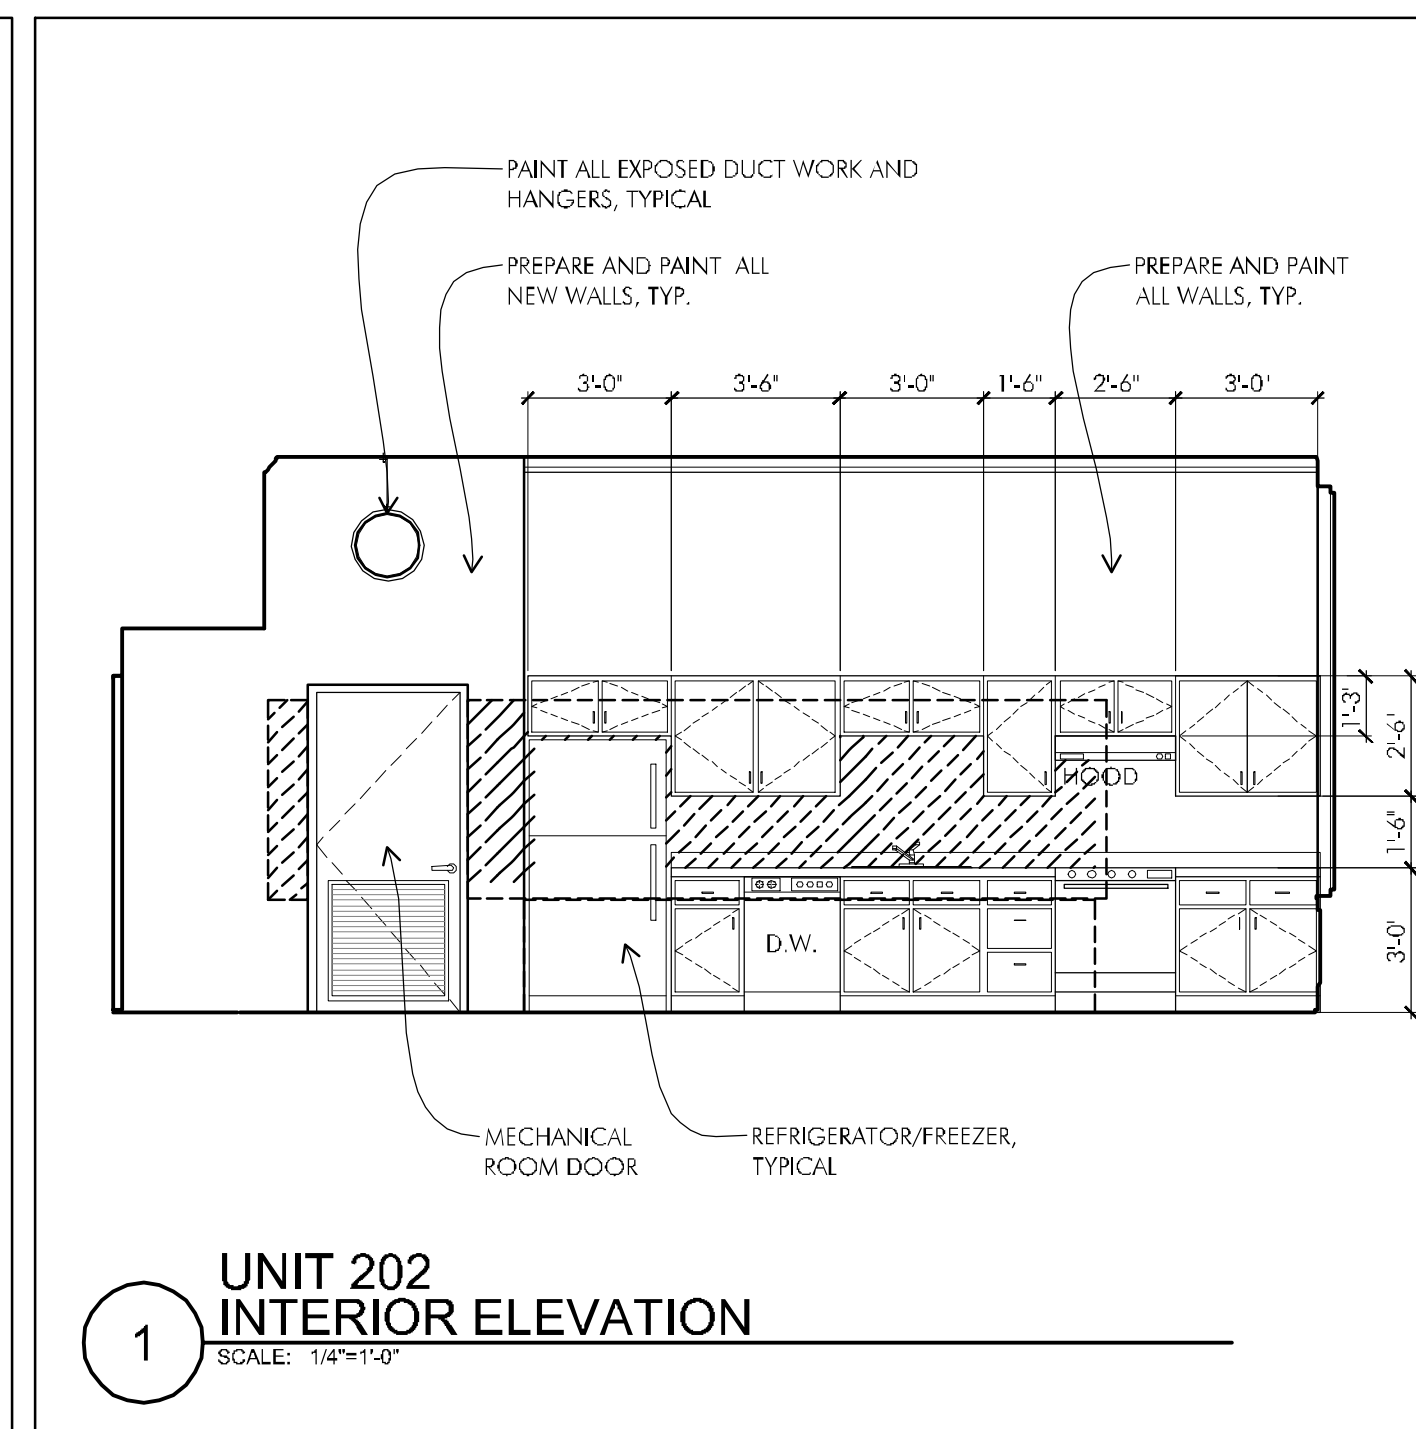 PAINT ALL EXPOSED DUCT WORK AND
HANGERS, TYPICAL
PREPARE AND PAINT ALL
NEW WALLS, TYP.
PREPARE AND PAINT
ALL WALLS, TYP.
3'-0"
3'-6"
3'-0"
1'-6"
2'-6"
3'-0'
1'-3'
2'-6'
HOOD
1'-6"
D.W.
3'-0'
MECHANICAL
ROOM DOOR
REFRIGERATOR/FREEZER,
TYPICAL
UNIT 202
INTERIOR ELEVATION
1
SCALE: 1/4"=1'-0"